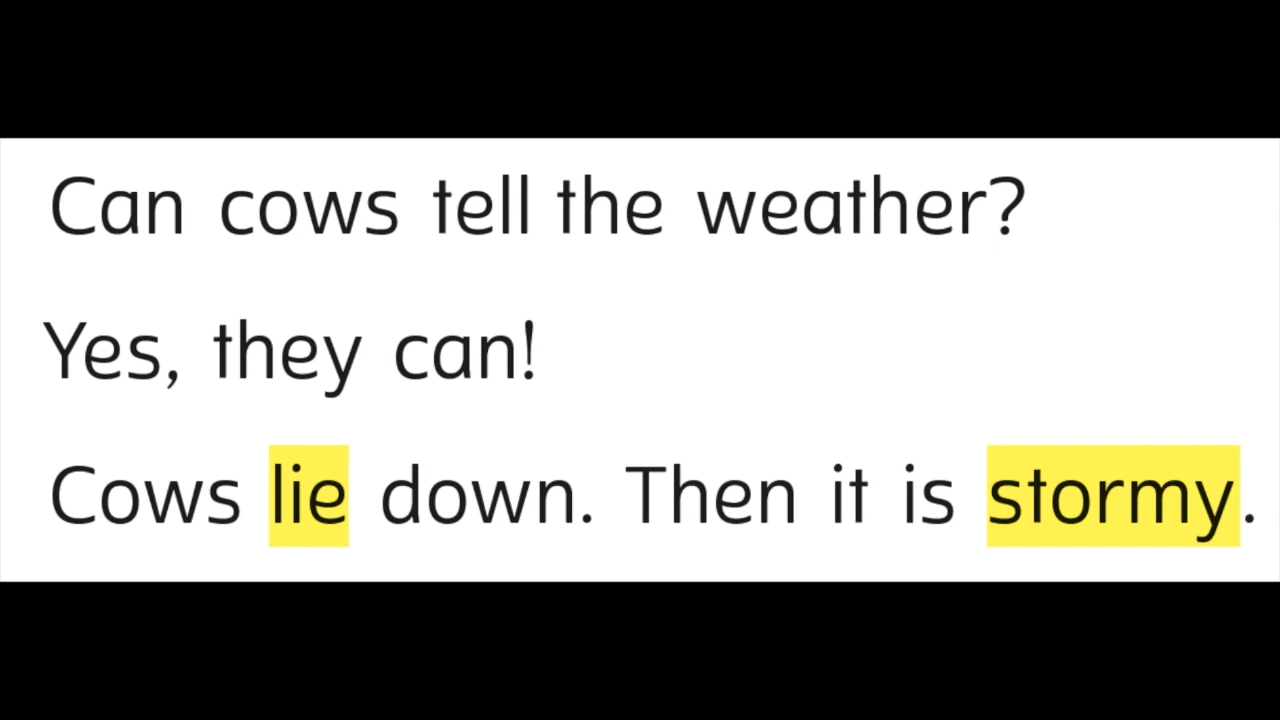 Can cows tell the weather?
Yes, they can!
Cows lie down. Then it is stormy.